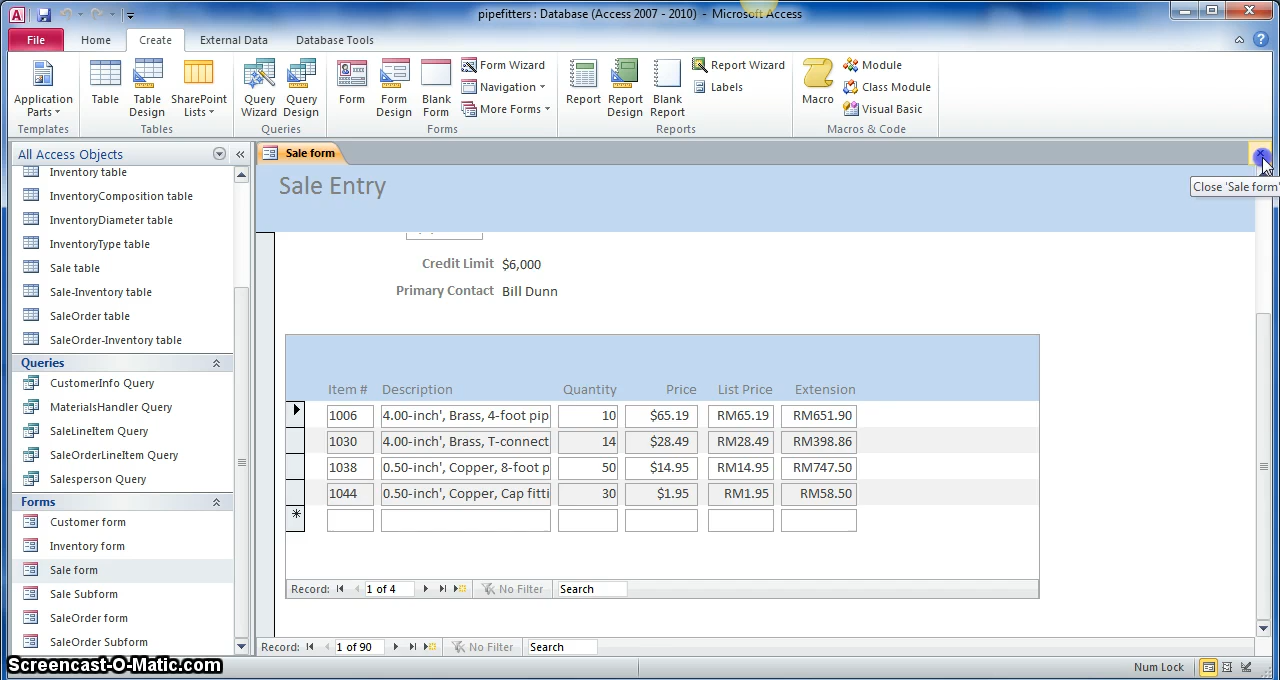 pipefitters : Database (Access 2007 - 2010) - Microsoft Access
File Home Create External Data Database Tools
Application Parts
Table
Table Design
SharePoint Lists
Query Wizard
Query Design
Form
Form Design
Blank Form
Form Wizard
Navigation
More Forms
Report
Report Design
Blank Report
Report Wizard
Labels
Macro
Module
Class Module
Visual Basic
Templates Tables Queries Forms Reports Macros & Code
All Access Objects
Inventory table
InventoryComposition table
InventoryDiameter table
InventoryType table
Sale table
Sale-Inventory table
SaleOrder table
SaleOrder-Inventory table
Queries
CustomerInfo Query
MaterialsHandler Query
SaleLineItem Query
SaleOrderLineItem Query
Salesperson Query
Forms
Customer form
Inventory form
Sale form
Sale Subform
SaleOrder form
SaleOrder Subform
Sale form
Close 'Sale form'
Sale Entry
Credit Limit $6,000
Primary Contact Bill Dunn
Item # Description Quantity Price List Price Extension
1006 4.00-inch', Brass, 4-foot pip 10 $65.19 RM65.19 RM651.90
1030 4.00-inch', Brass, T-connect 14 $28.49 RM28.49 RM398.86
1038 0.50-inch', Copper, 8-foot p 50 $14.95 RM14.95 RM747.50
1044 0.50-inch', Copper, Cap fitti 30 $1.95 RM1.95 RM58.50
Record: 1 of 4 No Filter Search
Record: 1 of 90 No Filter Search
Num Lock
Screencast-O-Matic.com